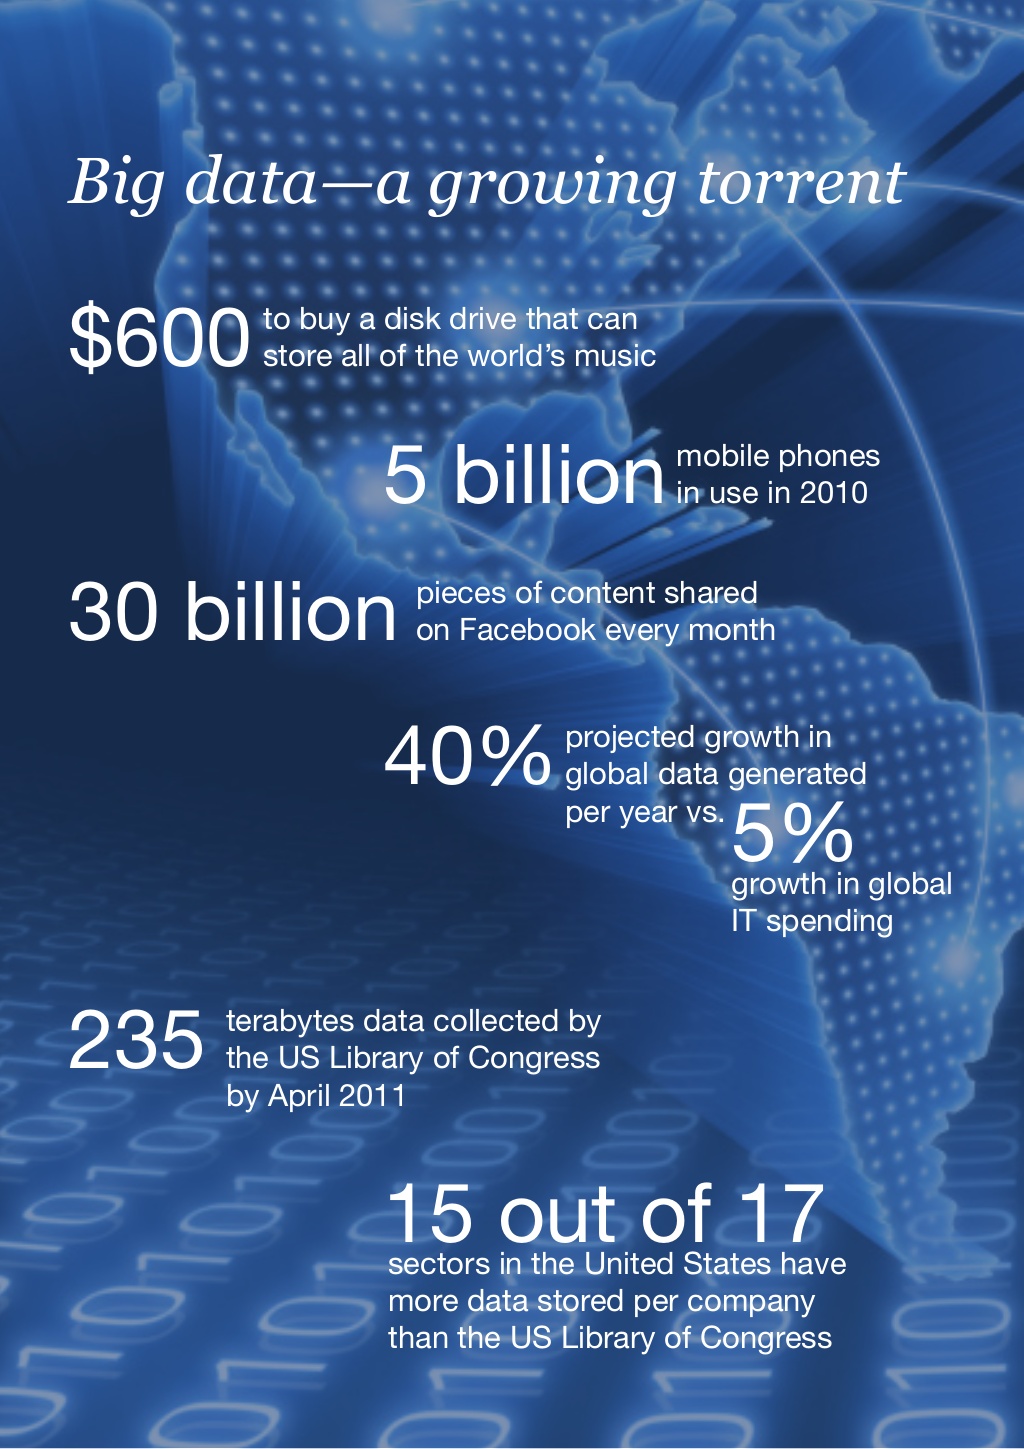 Big data—a growing torrent
$600 to buy a disk drive that can
store all of the world’s music
5 billion mobile phones
in use in 2010
30 billion pieces of content shared
on Facebook every month
40% projected growth in
global data generated
per year vs. 5%
growth in global
IT spending
235 terabytes data collected by
the US Library of Congress
by April 2011
15 out of 17
sectors in the United States have
more data stored per company
than the US Library of Congress